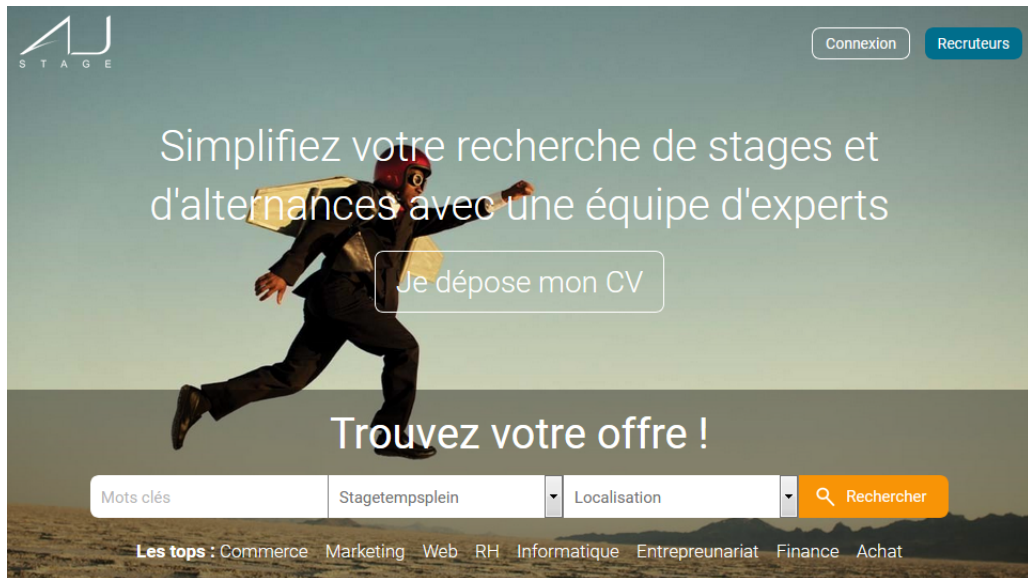 AJ
STAGE
Connexion
Recruteurs
Simplifiez votre recherche de stages et
d'alternances avec une équipe d'experts
Je dépose mon CV
Trouvez votre offre !
Mots clés
Stagetempsplein
Localisation
Rechercher
Les tops : Commerce Marketing Web RH Informatique Entrepreunariat Finance Achat